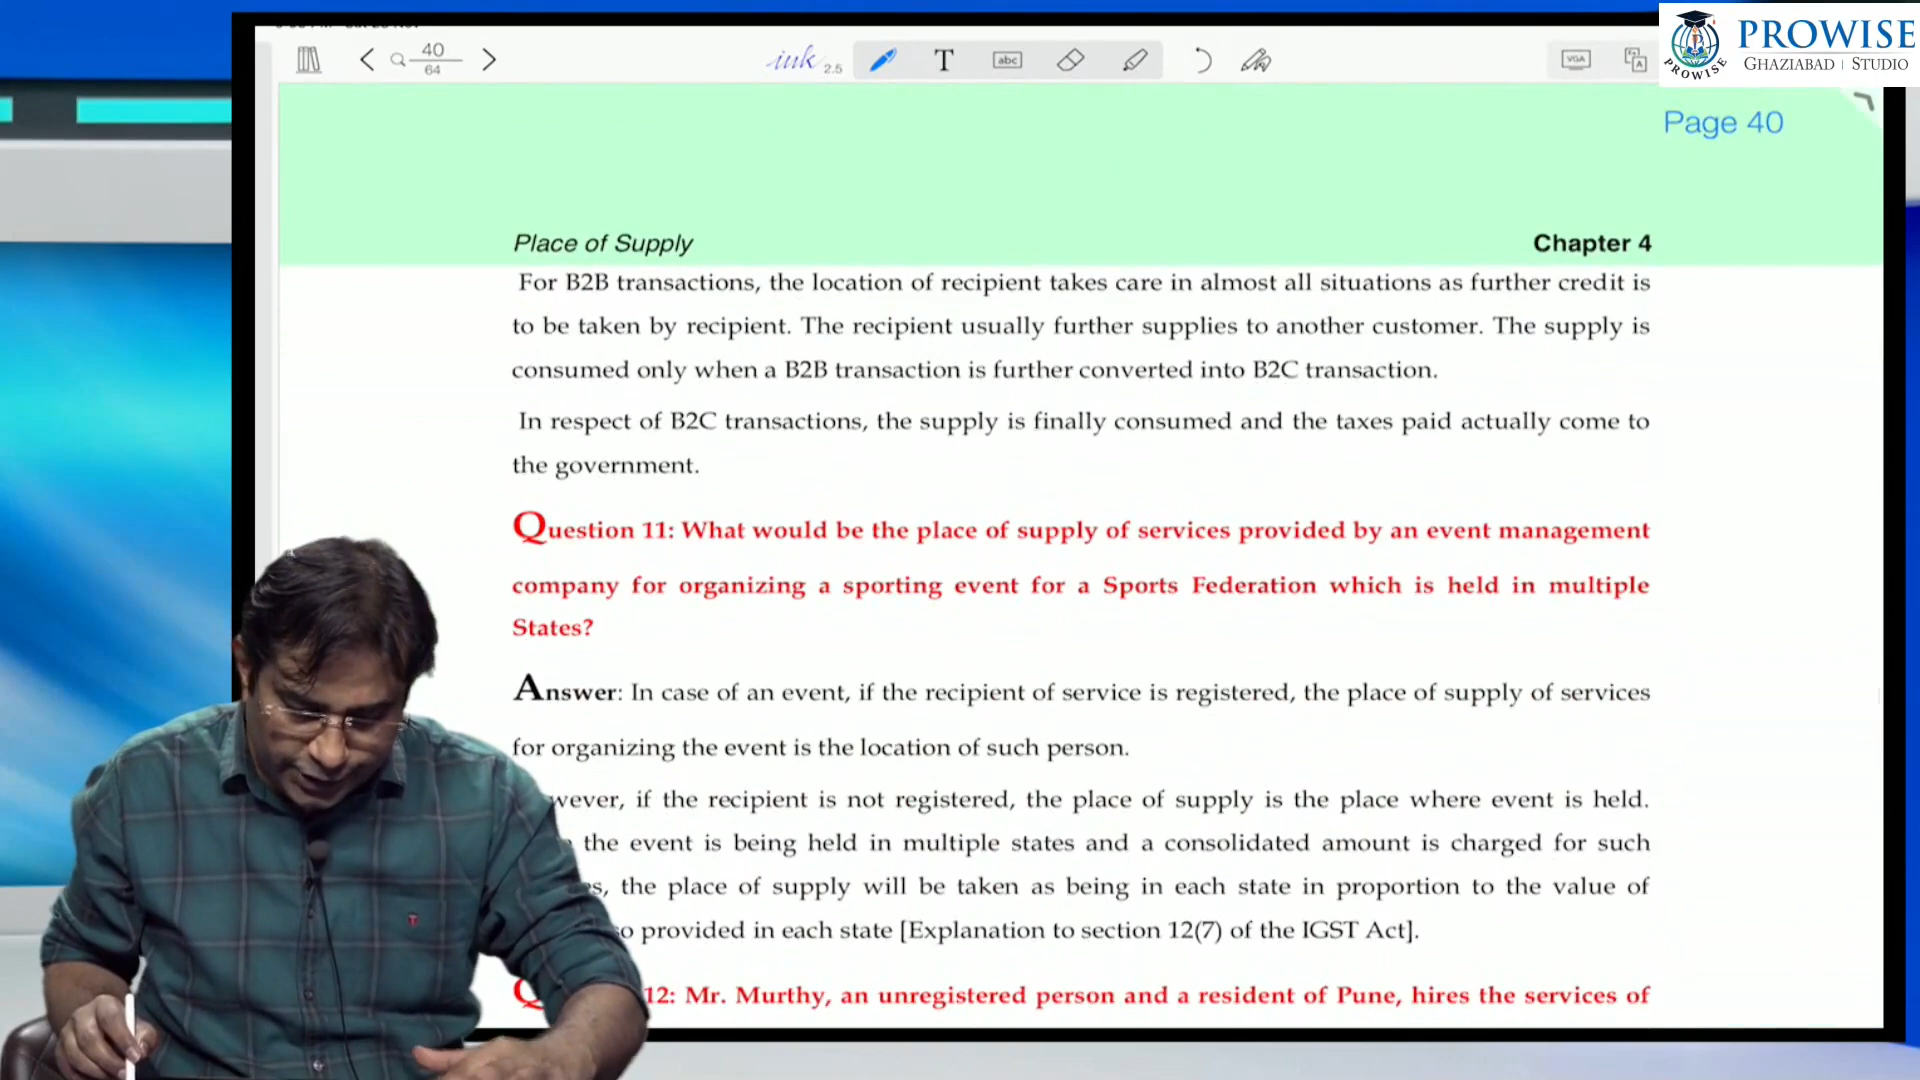 40
64
ink 2.5
T
abc
VGA
A
PROWISE
GHAZIABAD | STUDIO
PROWISE
Page 40
Place of Supply
Chapter 4
For B2B transactions, the location of recipient takes care in almost all situations as further credit is
to be taken by recipient. The recipient usually further supplies to another customer. The supply is
consumed only when a B2B transaction is further converted into B2C transaction.
In respect of B2C transactions, the supply is finally consumed and the taxes paid actually come to
the government.
Question 11: What would be the place of supply of services provided by an event management
company for organizing a sporting event for a Sports Federation which is held in multiple
States?
Answer: In case of an event, if the recipient of service is registered, the place of supply of services
for organizing the event is the location of such person.
if the recipient is not registered, the place of supply is the place where event is held.
the event is being held in multiple states and a consolidated amount is charged for such
the place of supply will be taken as being in each state in proportion to the value of
provided in each state [Explanation to section 12(7) of the IGST Act].
12: Mr. Murthy, an unregistered person and a resident of Pune, hires the services of